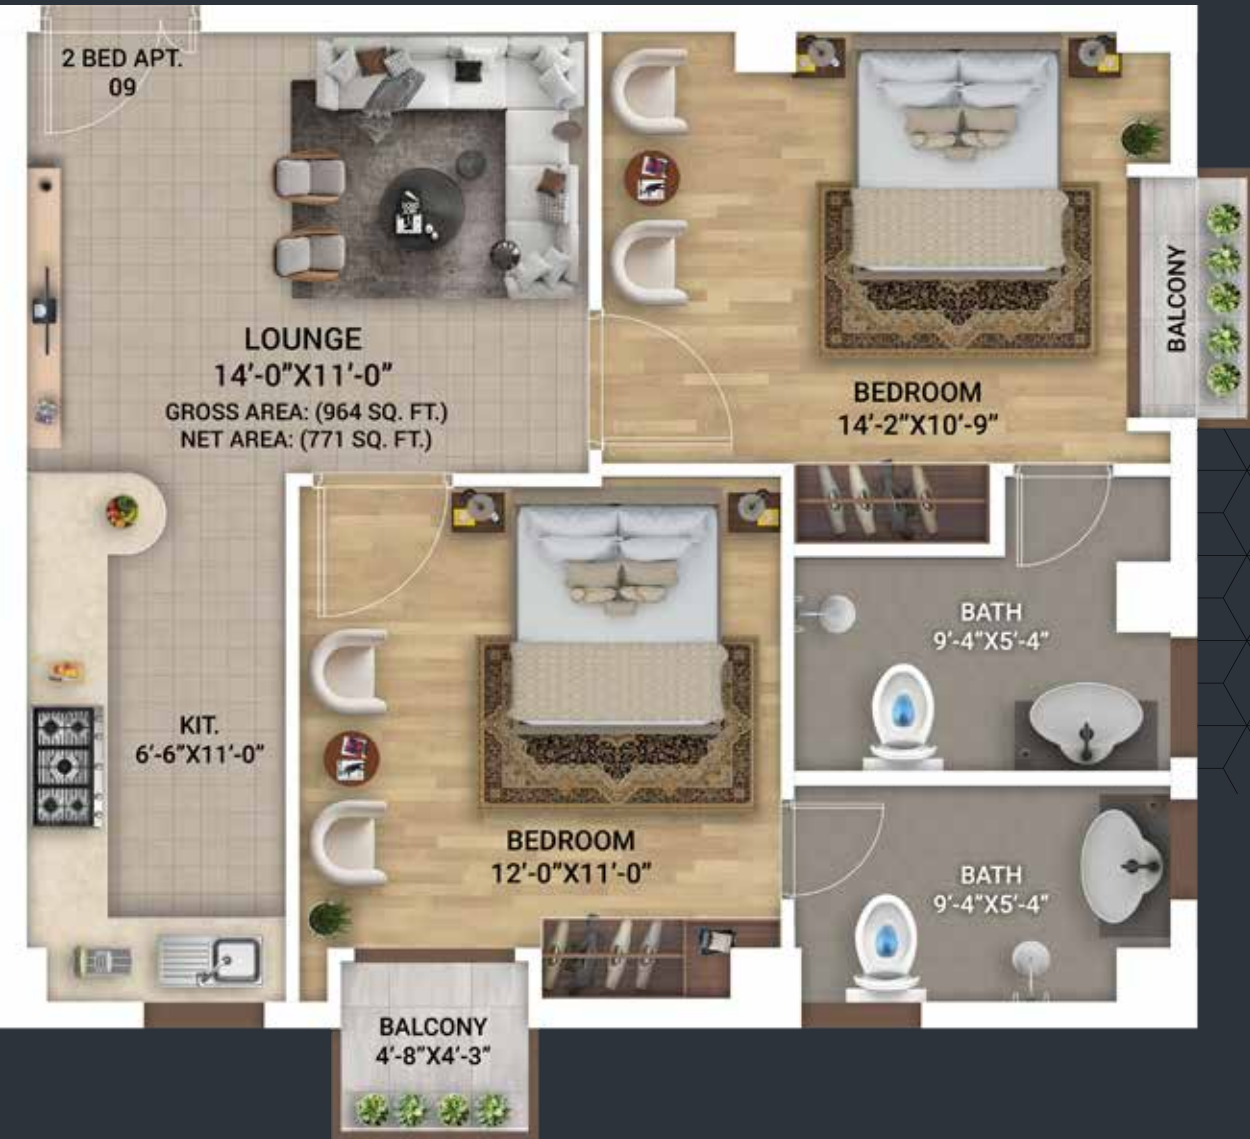 2 BED APT.
09
LOUNGE
14'-0"X11'-0"
GROSS AREA: (964 SQ. FT.)
NET AREA: (771 SQ. FT.)
BEDROOM
14'-2"X10'-9"
BALCONY
BATH
9'-4"X5'-4"
KIT.
6'-6"X11'-0"
BEDROOM
12'-0"X11'-0"
BATH
9'-4"X5'-4"
BALCONY
4'-8"X4'-3"